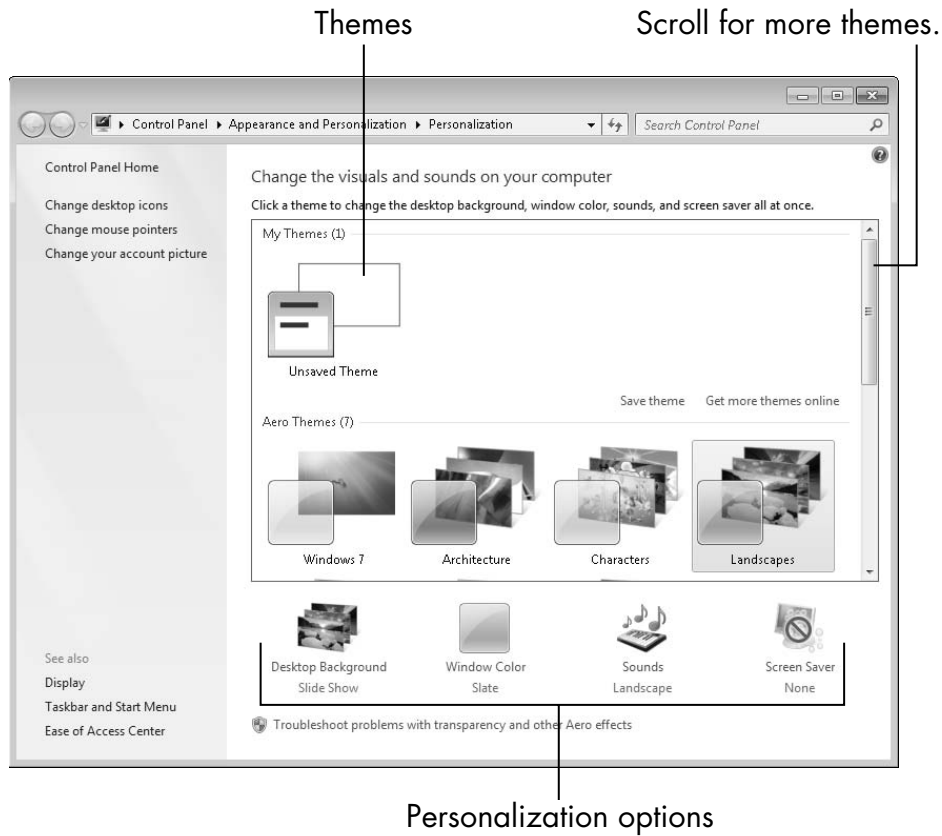 Themes
Scroll for more themes.
Control Panel ▸ Appearance and Personalization ▸ Personalization
Search Control Panel
Control Panel Home
Change desktop icons
Change mouse pointers
Change your account picture
Change the visuals and sounds on your computer
Click a theme to change the desktop background, window color, sounds, and screen saver all at once.
My Themes (1)
Unsaved Theme
Save theme
Get more themes online
Aero Themes (7)
Windows 7
Architecture
Characters
Landscapes
Desktop Background
Slide Show
Window Color
Slate
Sounds
Landscape
Screen Saver
None
See also
Display
Taskbar and Start Menu
Ease of Access Center
Troubleshoot problems with transparency and other Aero effects
Personalization options